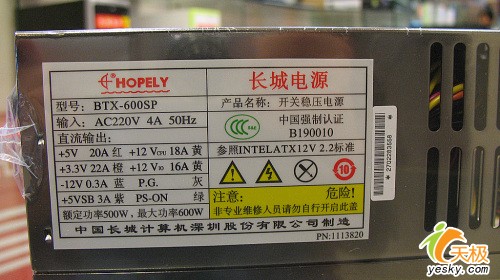 HOPELY
长城电源
型号: BTX-600SP
产品名称: 开关稳压电源
输入: AC220V 4A 50Hz
中国强制认证
B190010
直流输出:
参照INTELATX12V 2.2标准
+5V 20A 红 +12 VCPU 18A 黄
+3.3V 22A 橙 +12 VIO 16A 黄
-12V 0.3A 蓝 P.G. 灰
+5VSB 3A 紫 PS-ON 绿
额定功率500W, 最大功率600W
10
注意: 危险!
非专业维修人员请勿自行开启此盖
中国长城计算机深圳股份有限公司制造
PN:1113820
* 2702283658 *
天极
yesky.com